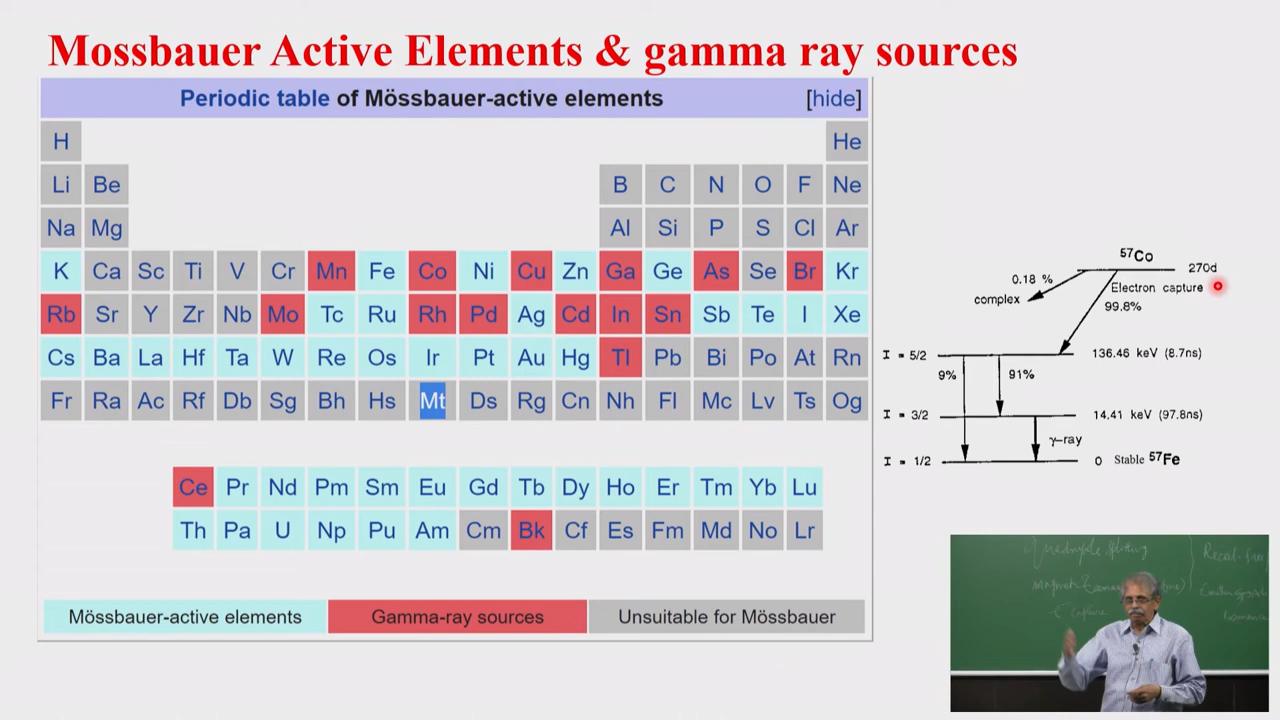 Mossbauer Active Elements & gamma ray sources
Periodic table of Mössbauer-active elements [hide]
H He
Li Be B C N O F Ne
Na Mg Al Si P S Cl Ar
K Ca Sc Ti V Cr Mn Fe Co Ni Cu Zn Ga Ge As Se Br Kr
Rb Sr Y Zr Nb Mo Tc Ru Rh Pd Ag Cd In Sn Sb Te I Xe
Cs Ba La Hf Ta W Re Os Ir Pt Au Hg Tl Pb Bi Po At Rn
Fr Ra Ac Rf Db Sg Bh Hs Mt Ds Rg Cn Nh Fl Mc Lv Ts Og
Ce Pr Nd Pm Sm Eu Gd Tb Dy Ho Er Tm Yb Lu
Th Pa U Np Pu Am Cm Bk Cf Es Fm Md No Lr
Mössbauer-active elements Gamma-ray sources Unsuitable for Mössbauer
57Co
270d
0.18 %
complex
Electron capture
99.8%
I = 5/2 136.46 keV (8.7ns)
9% 91%
I = 3/2 14.41 keV (97.8ns)
γ-ray
I = 1/2 0 Stable 57Fe
Quadruple splitting